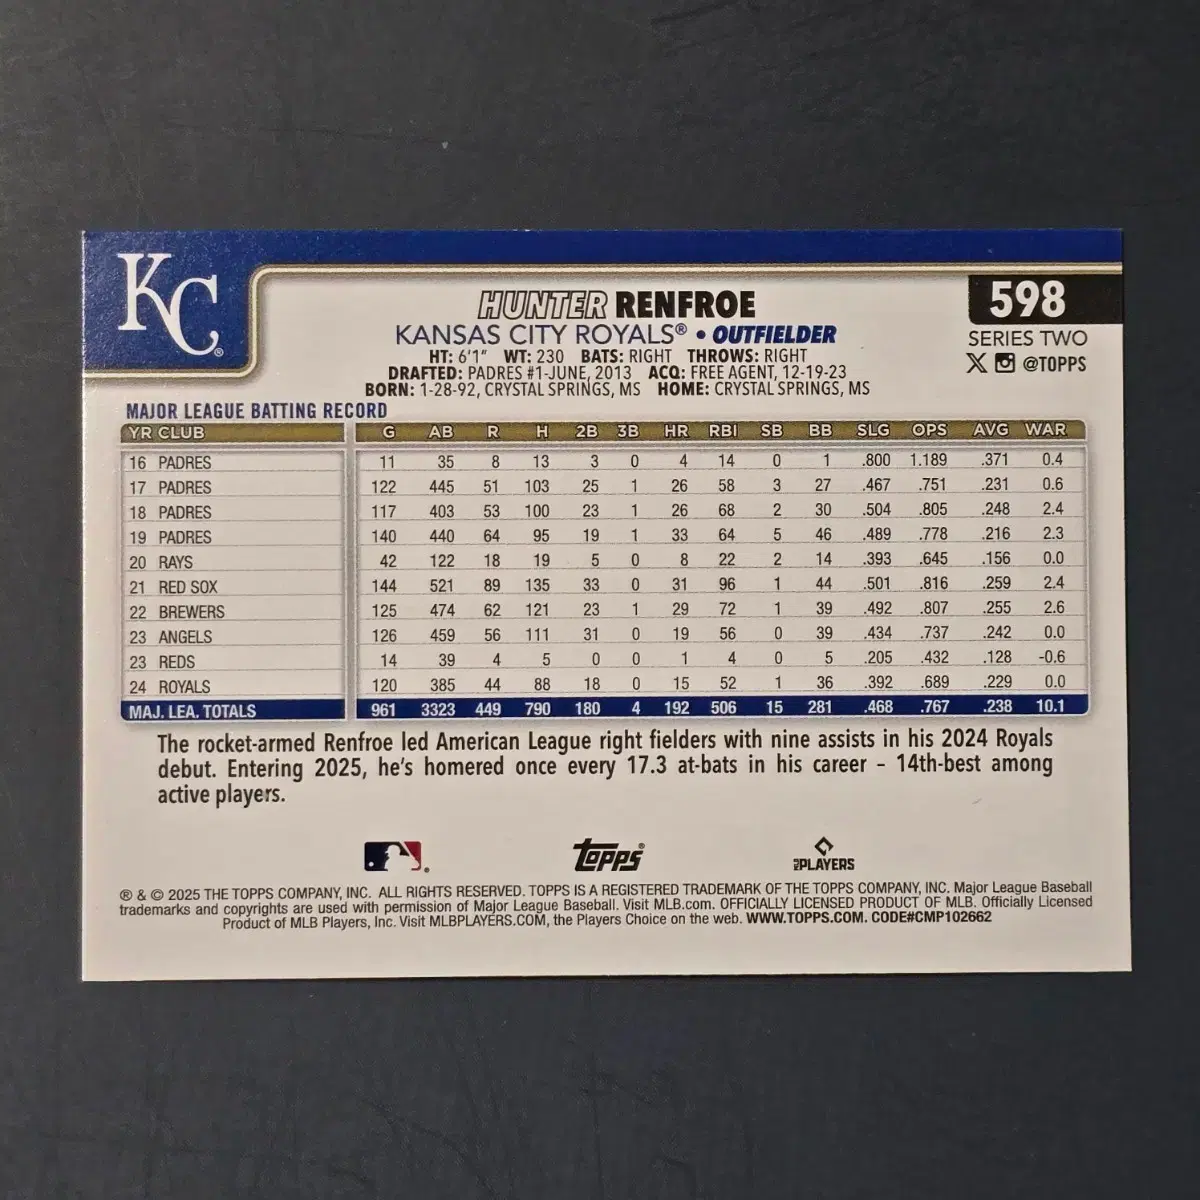 KC®
HUNTER RENFROE
598
KANSAS CITY ROYALS® • OUTFIELDER
SERIES TWO
HT: 6'1" WT: 230 BATS: RIGHT THROWS: RIGHT
@TOPPS
DRAFTED: PADRES #1-JUNE, 2013 ACQ: FREE AGENT, 12-19-23
BORN: 1-28-92, CRYSTAL SPRINGS, MS HOME: CRYSTAL SPRINGS, MS
MAJOR LEAGUE BATTING RECORD
YR CLUB G AB R H 2B 3B HR RBI SB BB SLG OPS AVG WAR
16 PADRES 11 35 8 13 3 0 4 14 0 1 .800 1.189 .371 0.4
17 PADRES 122 445 51 103 25 1 26 58 3 27 .467 .751 .231 0.6
18 PADRES 117 403 53 100 23 1 26 68 2 30 .504 .805 .248 2.4
19 PADRES 140 440 64 95 19 1 33 64 5 46 .489 .778 .216 2.3
20 RAYS 42 122 18 19 5 0 8 22 2 14 .393 .645 .156 0.0
21 RED SOX 144 521 89 135 33 0 31 96 1 44 .501 .816 .259 2.4
22 BREWERS 125 474 62 121 23 1 29 72 1 39 .492 .807 .255 2.6
23 ANGELS 126 459 56 111 31 0 19 56 0 39 .434 .737 .242 0.0
23 REDS 14 39 4 5 0 0 1 4 0 5 .205 .432 .128 -0.6
24 ROYALS 120 385 44 88 18 0 15 52 1 36 .392 .689 .229 0.0
MAJ. LEA. TOTALS 961 3323 449 790 180 4 192 506 15 281 .468 .767 .238 10.1
The rocket-armed Renfroe led American League right fielders with nine assists in his 2024 Royals
debut. Entering 2025, he's homered once every 17.3 at-bats in his career – 14th-best among
active players.
Topps®
MLB PLAYERS
® & © 2025 THE TOPPS COMPANY, INC. ALL RIGHTS RESERVED. TOPPS IS A REGISTERED TRADEMARK OF THE TOPPS COMPANY, INC. Major League Baseball
trademarks and copyrights are used with permission of Major League Baseball. Visit MLB.com. OFFICIALLY LICENSED PRODUCT OF MLB. Officially Licensed
Product of MLB Players, Inc. Visit MLBPLAYERS.COM, the Players Choice on the web. WWW.TOPPS.COM. CODE#CMP102662